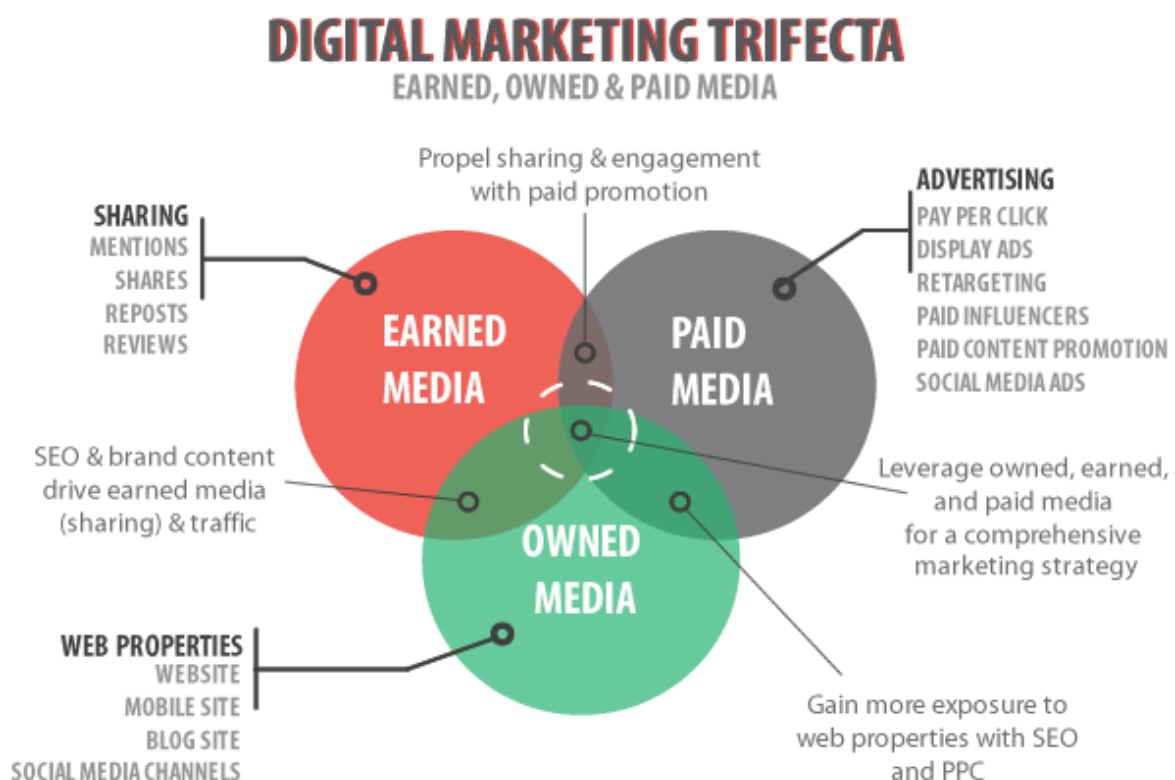 DIGITAL MARKETING TRIFECTA
EARNED, OWNED & PAID MEDIA
Propel sharing & engagement
with paid promotion
SHARING
MENTIONS
SHARES
REPOSTS
REVIEWS
ADVERTISING
PAY PER CLICK
DISPLAY ADS
RETARGETING
PAID INFLUENCERS
PAID CONTENT PROMOTION
SOCIAL MEDIA ADS
EARNED
MEDIA
PAID
MEDIA
SEO & brand content
drive earned media
(sharing) & traffic
Leverage owned, earned,
and paid media
for a comprehensive
marketing strategy
OWNED
MEDIA
WEB PROPERTIES
WEBSITE
MOBILE SITE
BLOG SITE
SOCIAL MEDIA CHANNELS
Gain more exposure to
web properties with SEO
and PPC